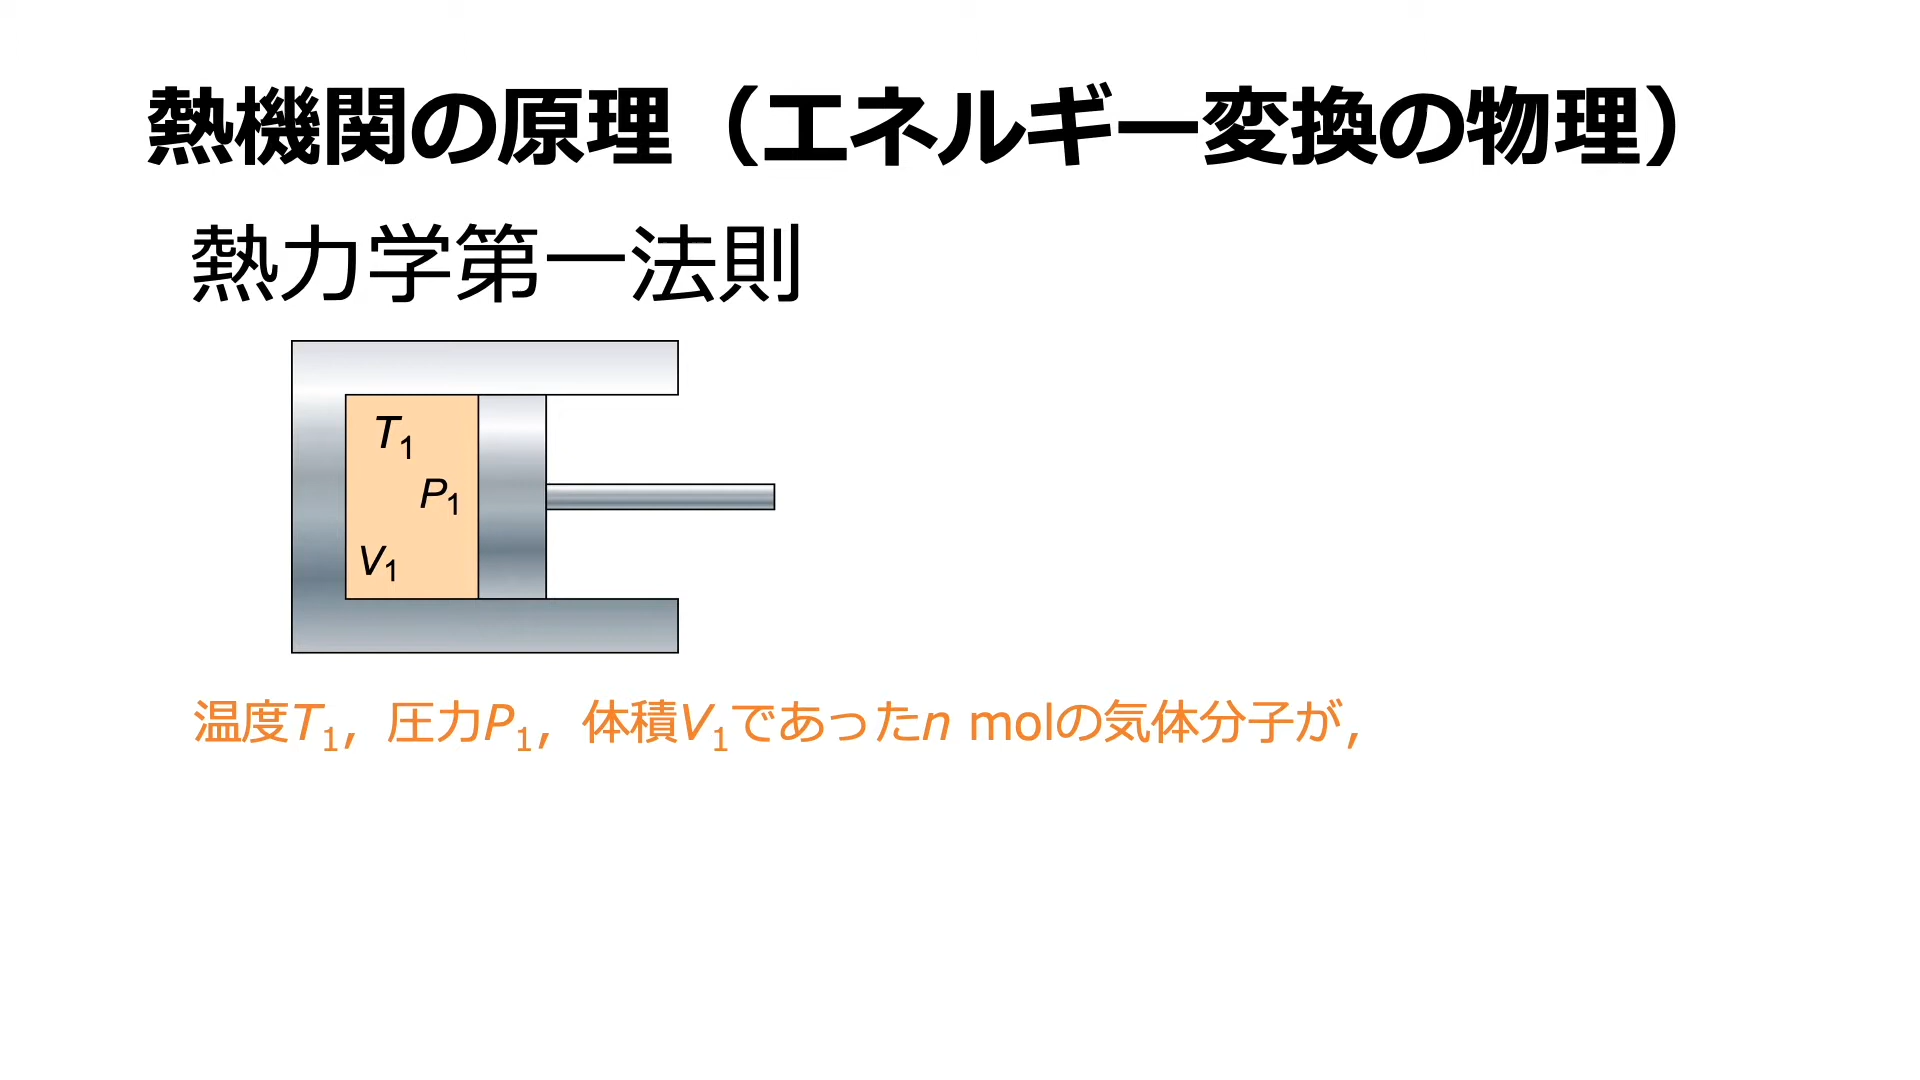 熱機関の原理（エネルギー変換の物理）
熱力学第一法則
T1
P1
V1
温度T1，圧力P1，体積V1であったn molの気体分子が，